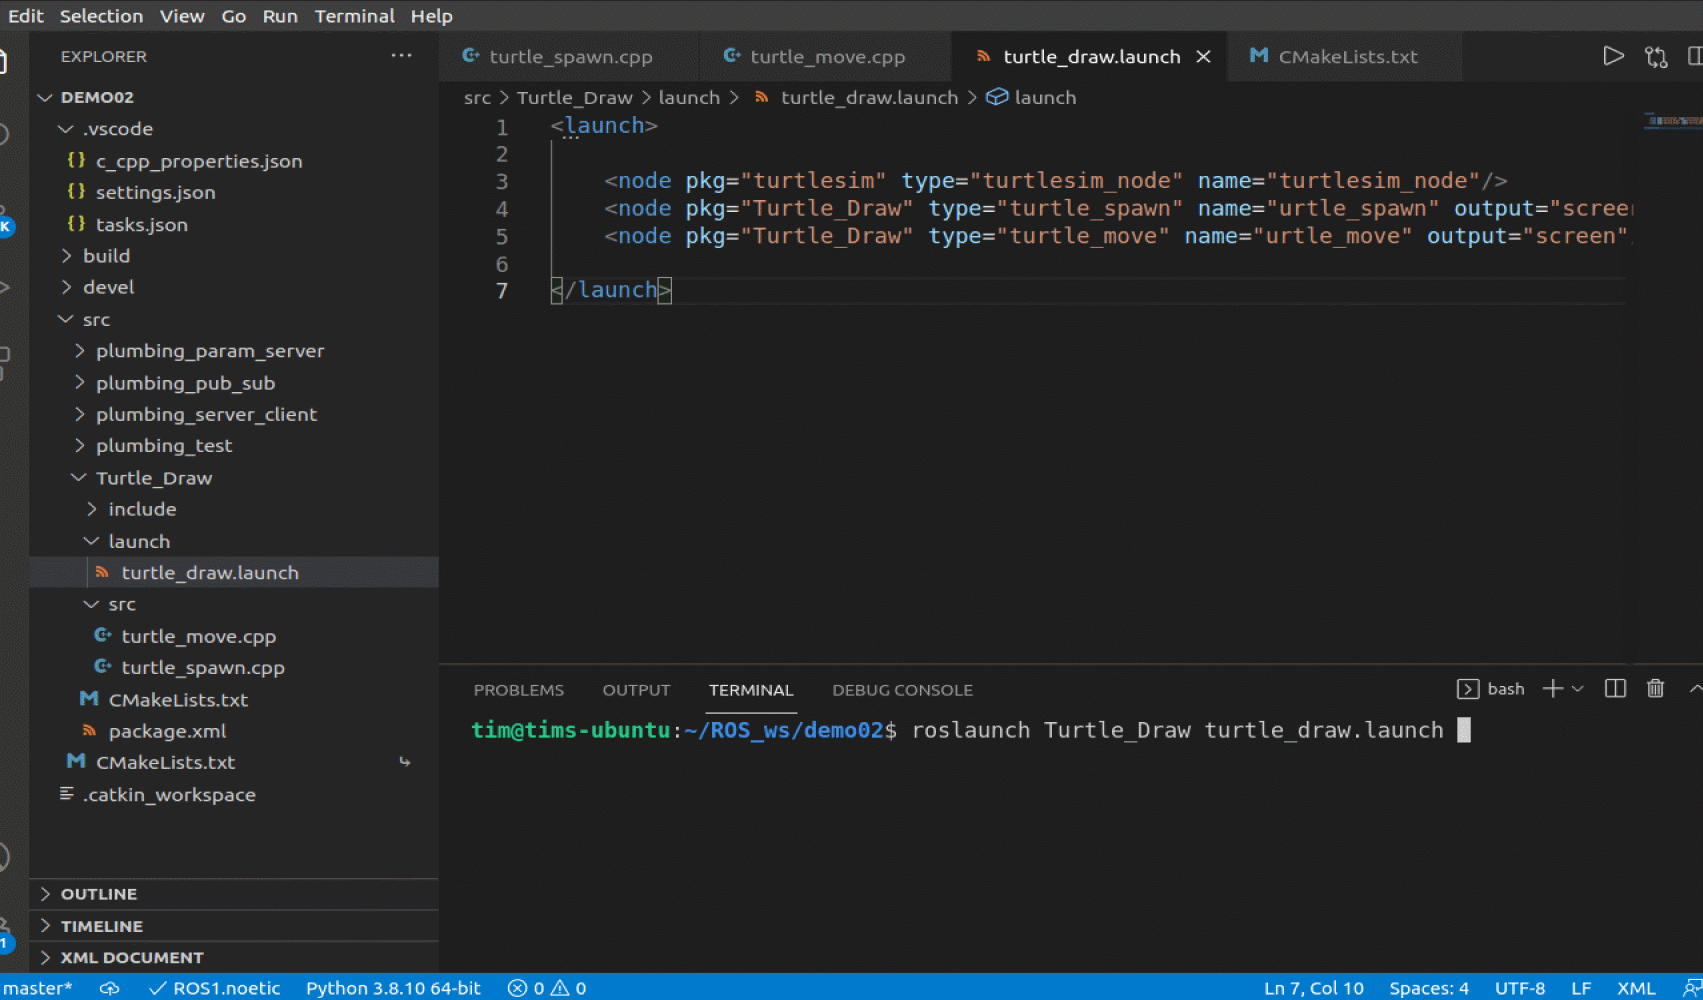 Edit Selection View Go Run Terminal Help
EXPLORER
DEMO02
.vscode
c_cpp_properties.json
settings.json
tasks.json
build
devel
src
plumbing_param_server
plumbing_pub_sub
plumbing_server_client
plumbing_test
Turtle_Draw
include
launch
turtle_draw.launch
src
turtle_move.cpp
turtle_spawn.cpp
CMakeLists.txt
package.xml
CMakeLists.txt
.catkin_workspace
OUTLINE
TIMELINE
XML DOCUMENT
turtle_spawn.cpp turtle_move.cpp turtle_draw.launch CMakeLists.txt
src > Turtle_Draw > launch > turtle_draw.launch > launch
1 <launch>
2
3 <node pkg="turtlesim" type="turtlesim_node" name="turtlesim_node"/>
4 <node pkg="Turtle_Draw" type="turtle_spawn" name="urtle_spawn" output="screen
5 <node pkg="Turtle_Draw" type="turtle_move" name="urtle_move" output="screen"
6
7 </launch>
PROBLEMS OUTPUT TERMINAL DEBUG CONSOLE bash
tim@tims-ubuntu:~/ROS_ws/demo02$ roslaunch Turtle_Draw turtle_draw.launch
master* ROS1.noetic Python 3.8.10 64-bit 0 0 Ln 7, Col 10 Spaces: 4 UTF-8 LF XML